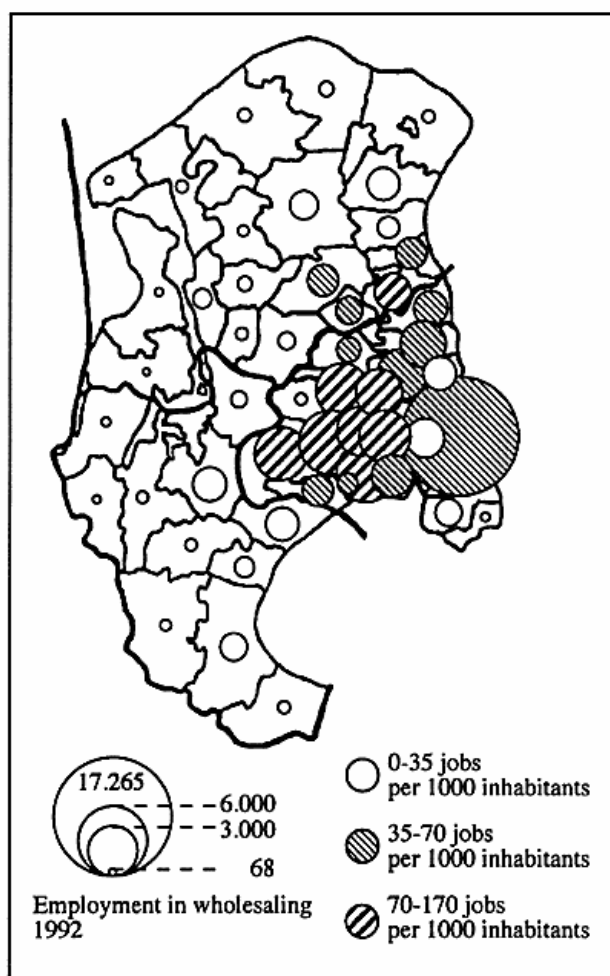 17.265
6.000
3.000
68
Employment in wholesaling
1992
0-35 jobs
per 1000 inhabitants
35-70 jobs
per 1000 inhabitants
70-170 jobs
per 1000 inhabitants